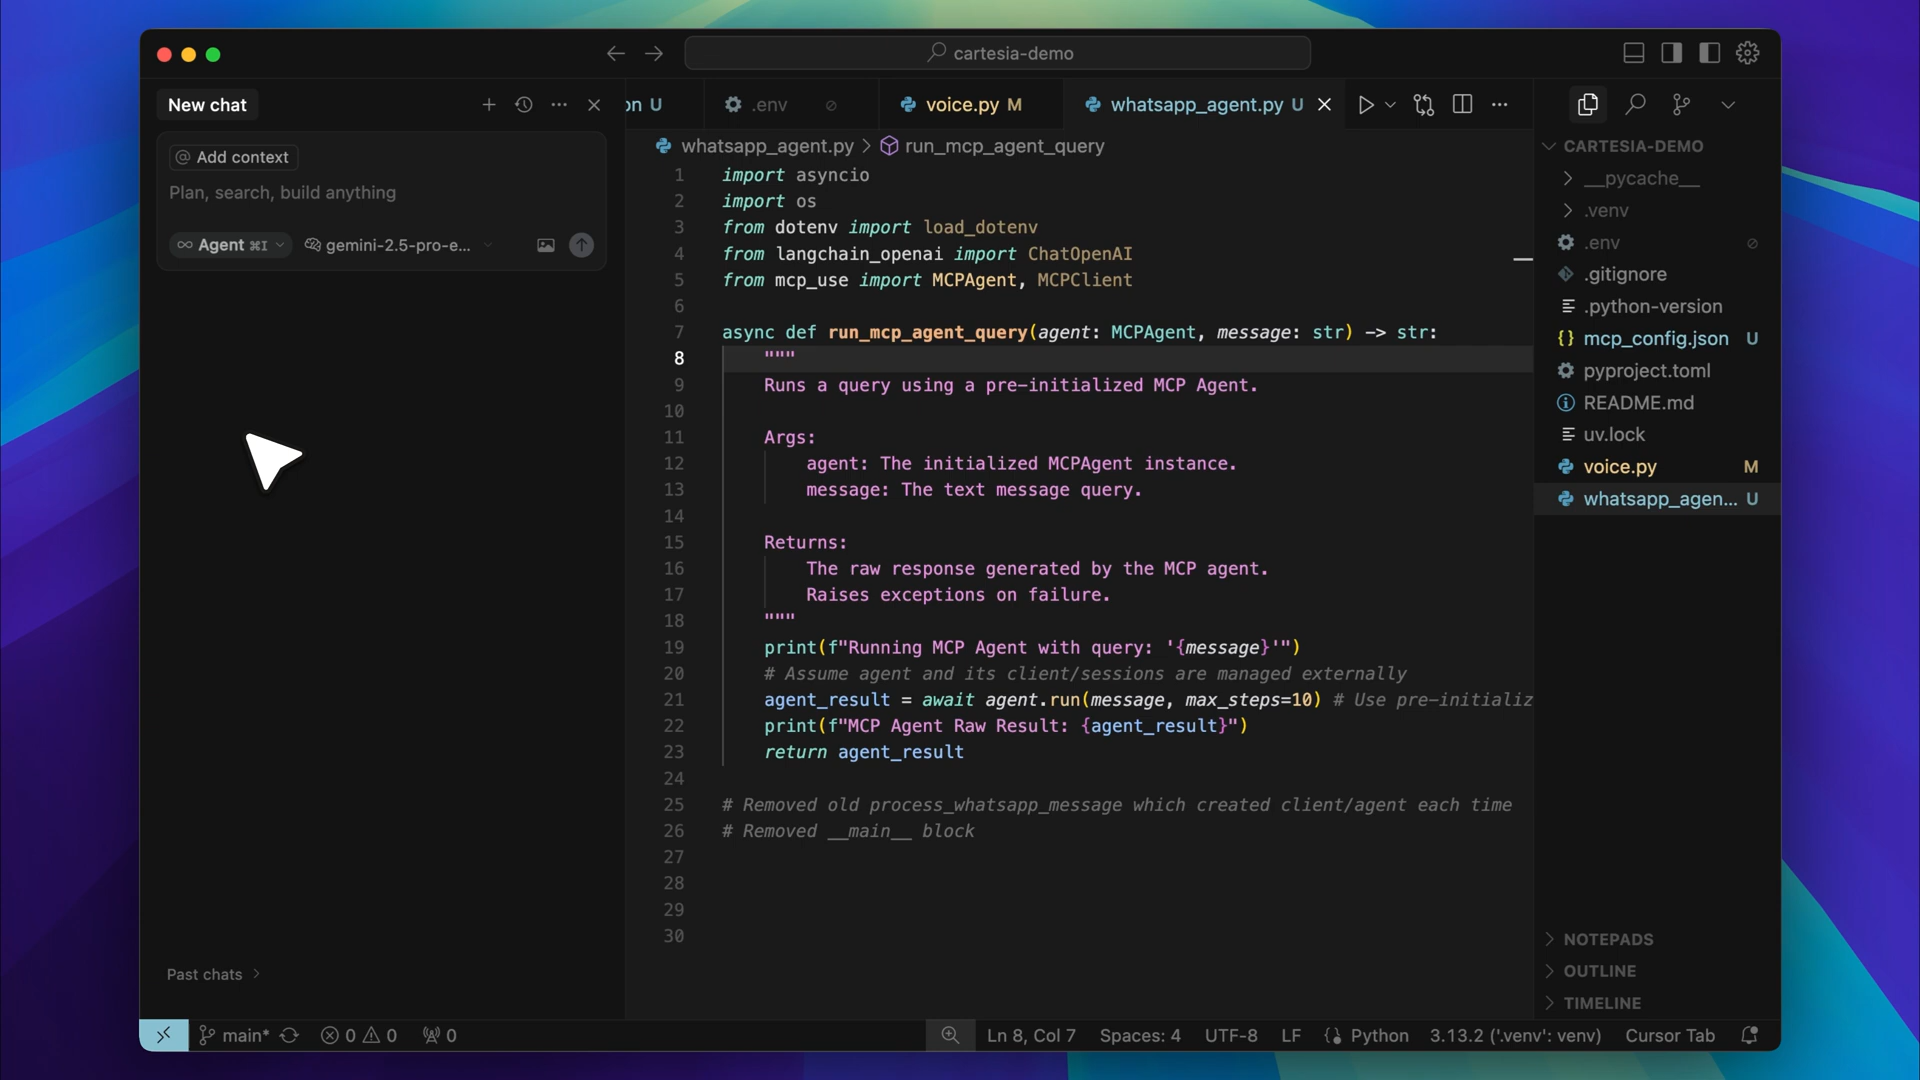 cartesia-demo
New chat
@ Add context
Plan, search, build anything
Agent ⌘I
gemini-2.5-pro-e...
Past chats
on U
.env
voice.py M
whatsapp_agent.py U
whatsapp_agent.py > run_mcp_agent_query
1 import asyncio
2 import os
3 from dotenv import load_dotenv
4 from langchain_openai import ChatOpenAI
5 from mcp_use import MCPAgent, MCPClient
6
7 async def run_mcp_agent_query(agent: MCPAgent, message: str) -> str:
8 """
9 Runs a query using a pre-initialized MCP Agent.
10
11 Args:
12 agent: The initialized MCPAgent instance.
13 message: The text message query.
14
15 Returns:
16 The raw response generated by the MCP agent.
17 Raises exceptions on failure.
18 """
19 print(f"Running MCP Agent with query: '{message}'")
20 # Assume agent and its client/sessions are managed externally
21 agent_result = await agent.run(message, max_steps=10) # Use pre-initializ
22 print(f"MCP Agent Raw Result: {agent_result}")
23 return agent_result
24
25 # Removed old process_whatsapp_message which created client/agent each time
26 # Removed __main__ block
27
28
29
30
CARTESIA-DEMO
__pycache__
.venv
.env
.gitignore
.python-version
mcp_config.json U
pyproject.toml
README.md
uv.lock
voice.py M
whatsapp_agen... U
NOTEPADS
OUTLINE
TIMELINE
main* 0 0 0 Ln 8, Col 7 Spaces: 4 UTF-8 LF Python 3.13.2 ('.venv': venv) Cursor Tab